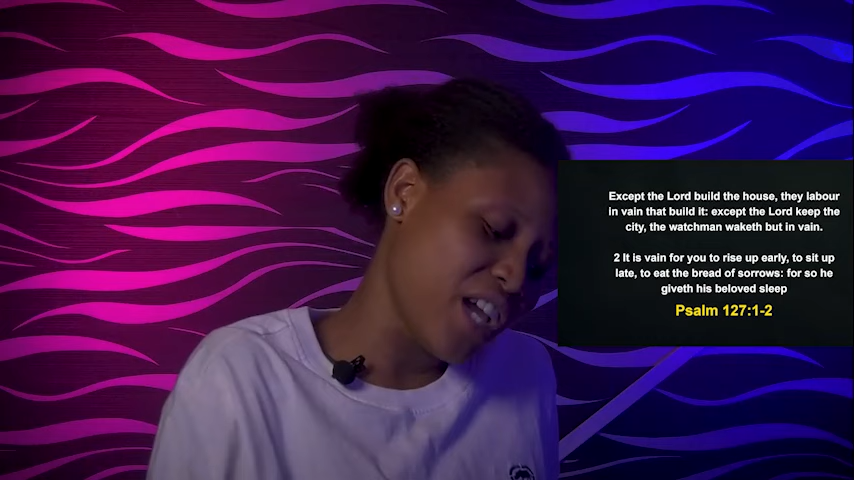 Except the Lord build the house, they labour
in vain that build it: except the Lord keep the
city, the watchman waketh but in vain.
2 It is vain for you to rise up early, to sit up
late, to eat the bread of sorrows: for so he
giveth his beloved sleep
Psalm 127:1-2